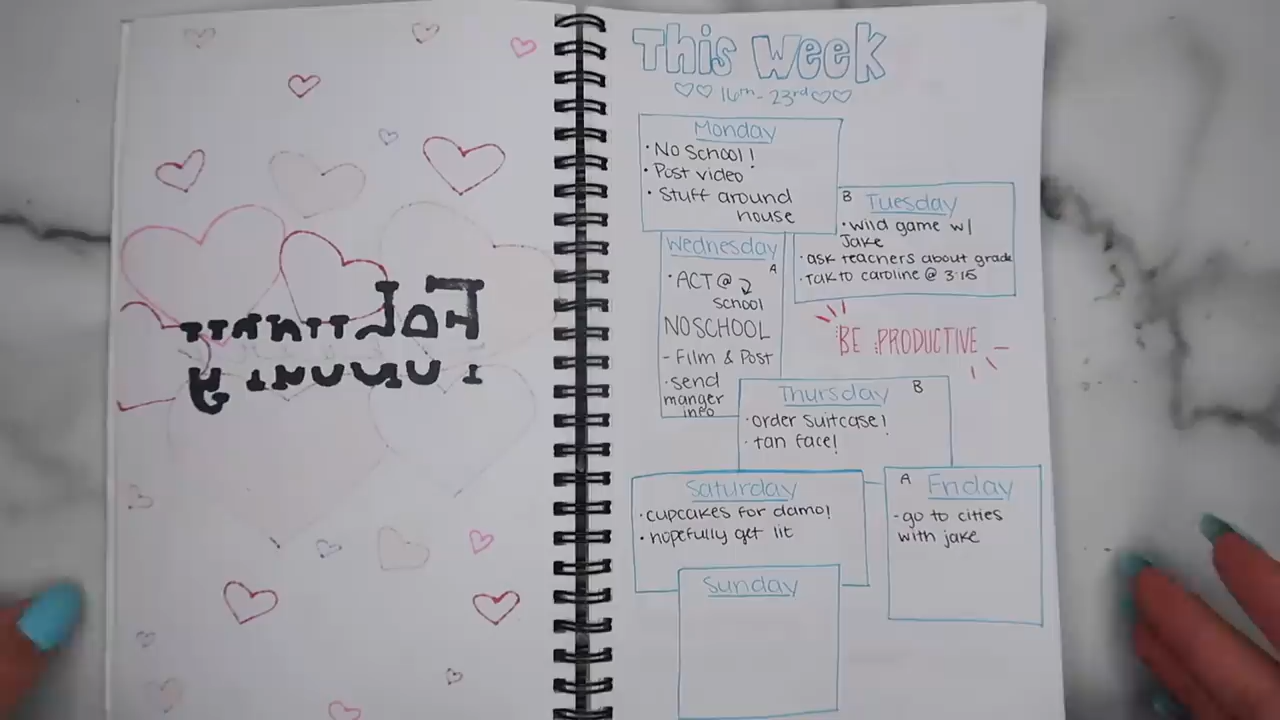 This Week
♡♡ 16th - 23rd ♡♡
Monday
· No School!
· Post video
· Stuff around
house
B Tuesday
· wild game w/
Jake
· ask teachers about grade
· Talk to caroline @ 3:15
Wednesday
A
· ACT @
school
NO SCHOOL
- Film & Post
· send
manger
info
BE PRODUCTIVE
Thursday B
· order suitcase!
· tan face!
Saturday
· cupcakes for damo!
· hopefully get lit
A Friday
- go to cities
with jake
Sunday